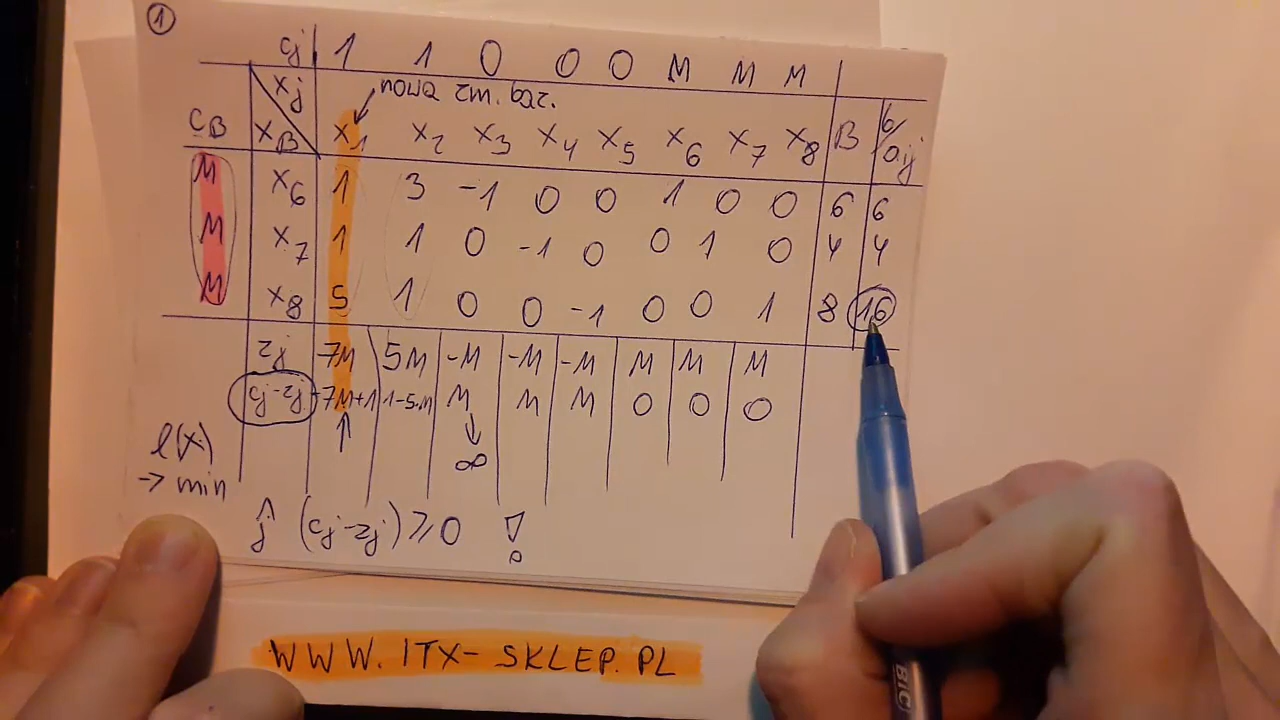 1
cj 1 1 0 0 0 M M M
xj nowa zm. baz.
CB XB x1 x2 x3 x4 x5 x6 x7 x8 B b/aij
M x6 1 3 -1 0 0 1 0 0 6 6
M x7 1 1 0 -1 0 0 1 0 4 4
M x8 5 1 0 0 -1 0 0 1 8 1,6
zj 7M 5M -M -M -M M M M
cj-zj -7M+1 1-5M M M M 0 0 0
l(x) ∞
→ min
^j (cj-zj) ≥ 0 !
WWW.ITX-SKLEP.PL
BIC